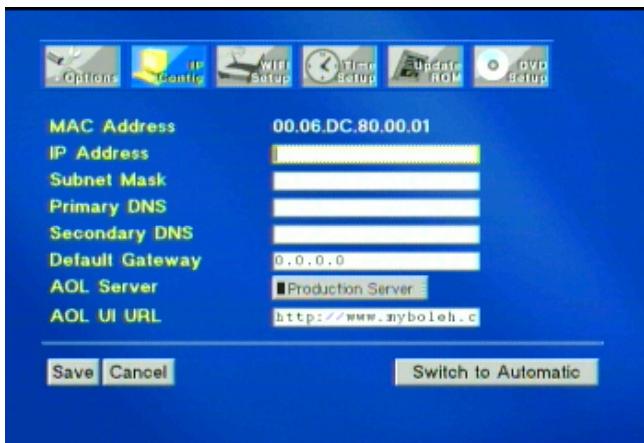 Options
IP Config
WIFI Setup
Time Setup
Update ROM
DVD Setup
MAC Address 00.06.DC.80.00.01
IP Address
Subnet Mask
Primary DNS
Secondary DNS
Default Gateway 0.0.0.0
AOL Server Production Server
AOL UI URL http://www.myboleh.c
Save Cancel Switch to Automatic